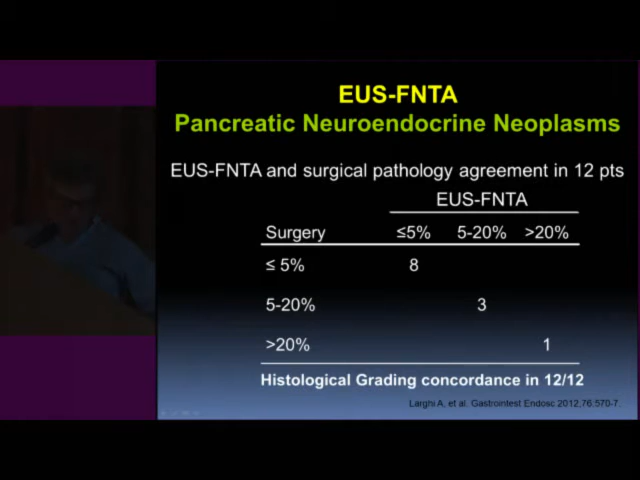 EUS-FNTA
Pancreatic Neuroendocrine Neoplasms
EUS-FNTA and surgical pathology agreement in 12 pts
EUS-FNTA
Surgery ≤5% 5-20% >20%
≤ 5% 8
5-20% 3
>20% 1
Histological Grading concordance in 12/12
Larghi A, et al. Gastrointest Endosc 2012;76:570-7.